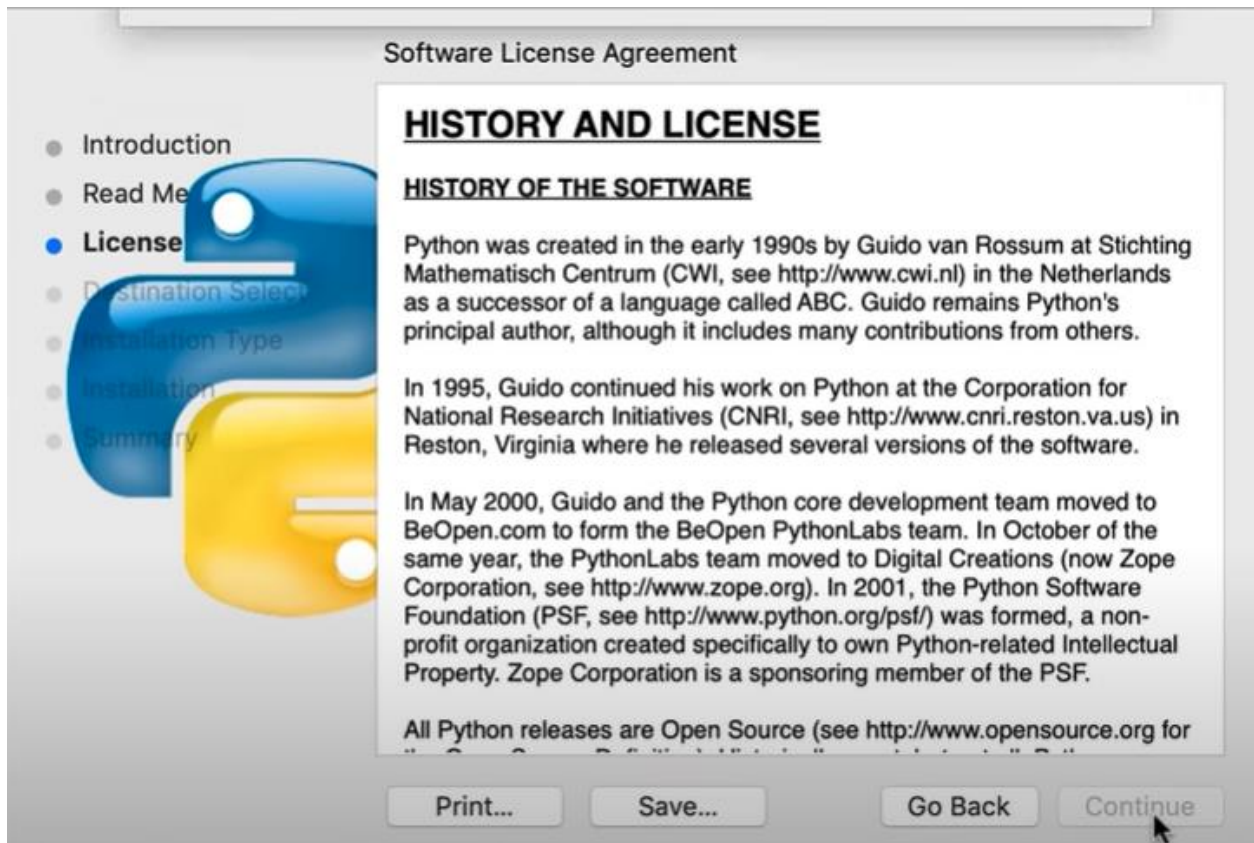 Software License Agreement
Introduction
Read Me
License
Destination Select
Installation Type
Installation
Summary
HISTORY AND LICENSE
HISTORY OF THE SOFTWARE
Python was created in the early 1990s by Guido van Rossum at Stichting
Mathematisch Centrum (CWI, see http://www.cwi.nl) in the Netherlands
as a successor of a language called ABC. Guido remains Python's
principal author, although it includes many contributions from others.
In 1995, Guido continued his work on Python at the Corporation for
National Research Initiatives (CNRI, see http://www.cnri.reston.va.us) in
Reston, Virginia where he released several versions of the software.
In May 2000, Guido and the Python core development team moved to
BeOpen.com to form the BeOpen PythonLabs team. In October of the
same year, the PythonLabs team moved to Digital Creations (now Zope
Corporation, see http://www.zope.org). In 2001, the Python Software
Foundation (PSF, see http://www.python.org/psf/) was formed, a non-
profit organization created specifically to own Python-related Intellectual
Property. Zope Corporation is a sponsoring member of the PSF.
All Python releases are Open Source (see http://www.opensource.org for
Print...
Save...
Go Back
Continue